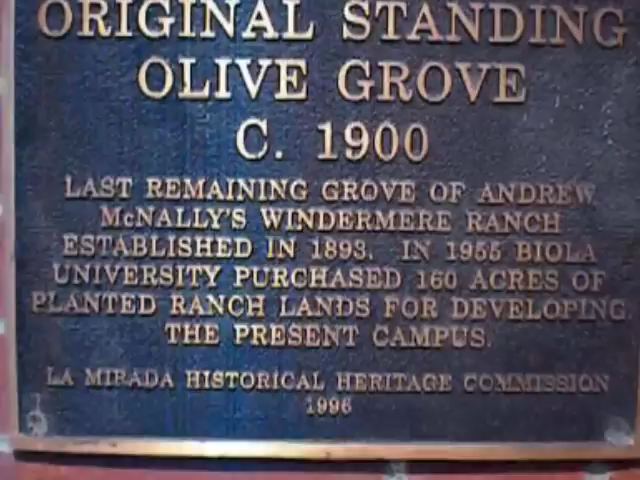 ORIGINAL STANDING
OLIVE GROVE
C. 1900
LAST REMAINING GROVE OF ANDREW
McNALLY'S WINDERMERE RANCH
ESTABLISHED IN 1893. IN 1955 BIOLA
UNIVERSITY PURCHASED 160 ACRES OF
PLANTED RANCH LANDS FOR DEVELOPING
THE PRESENT CAMPUS.
LA MIRADA HISTORICAL HERITAGE COMMISSION
1996